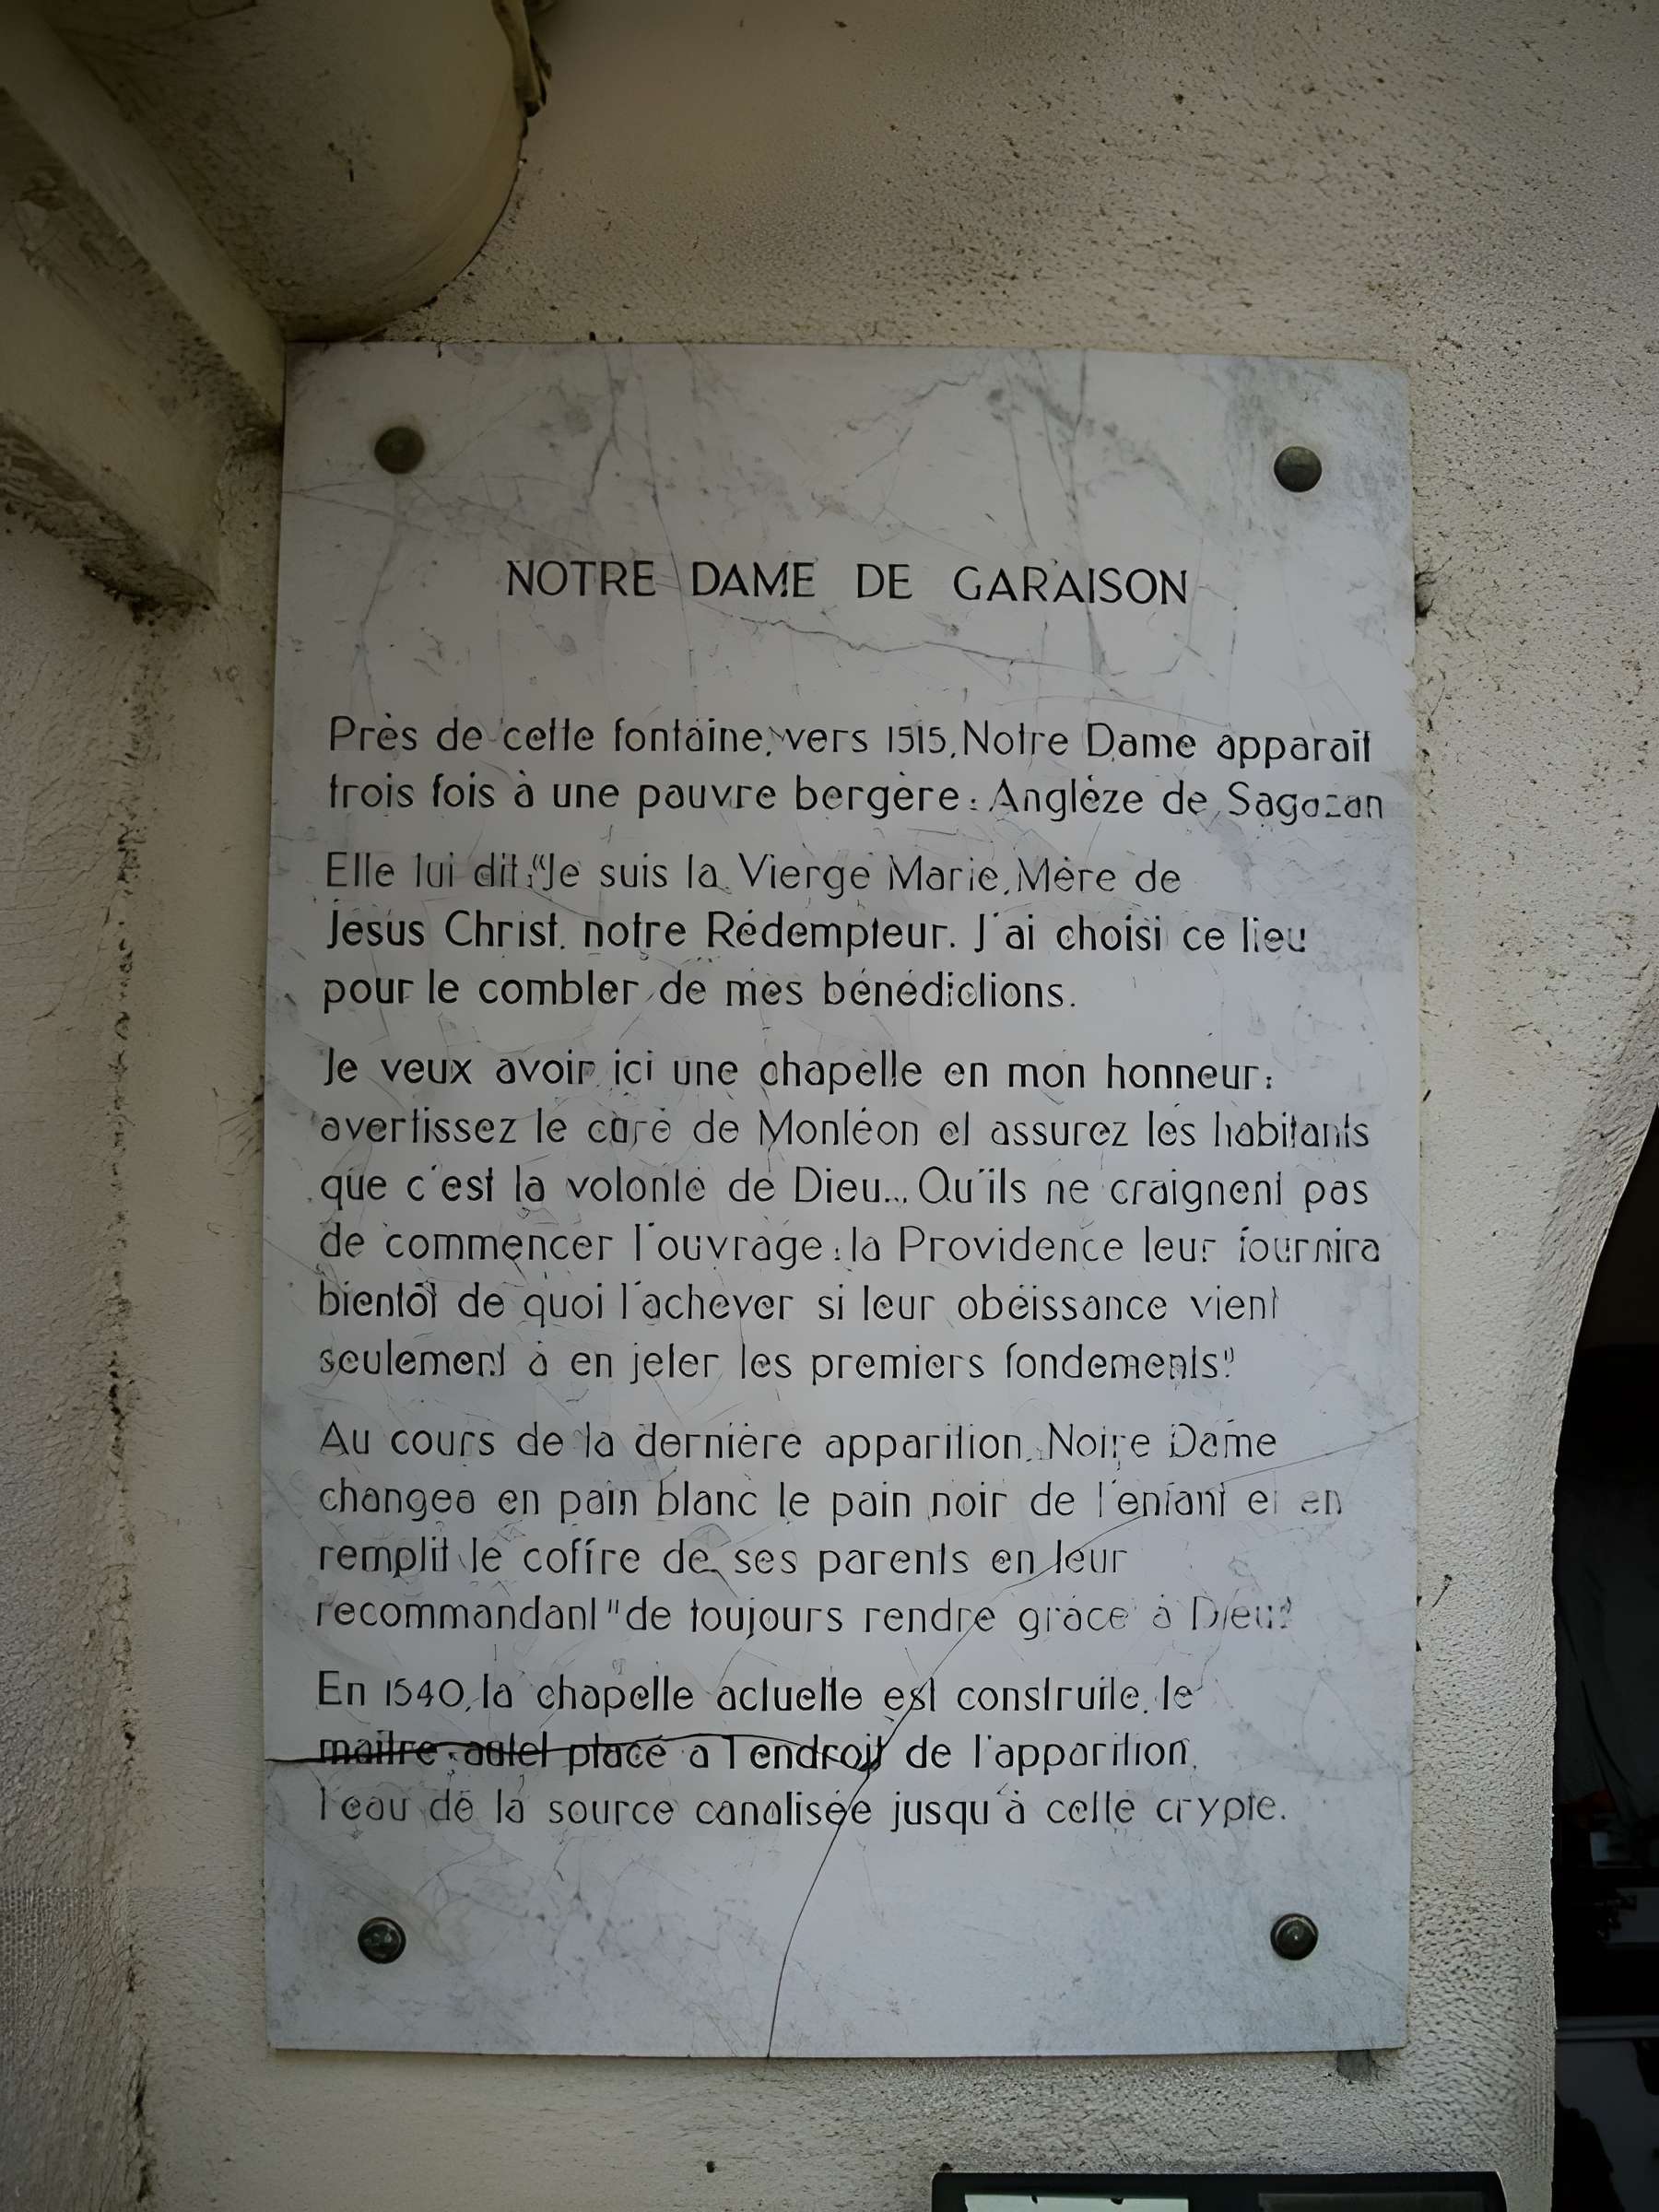 NOTRE DAME DE GARAISON
Près de cette fontaine, vers 1515, Notre Dame apparait
trois fois à une pauvre bergère : Anglèze de Sagazan
Elle lui dit : "Je suis la Vierge Marie, Mère de
Jesus Christ, notre Rédempteur. J'ai choisi ce lieu
pour le combler de mes bénédictions.
Je veux avoir ici une chapelle en mon honneur :
avertissez le curé de Monléon et assurez les habitants
que c'est la volonté de Dieu... Qu'ils ne craignent pas
de commencer l'ouvrage : la Providence leur fournira
bientôt de quoi l'achever si leur obéissance vient
seulement à en jeter les premiers fondements."
Au cours de la dernière apparition, Notre Dame
changea en pain blanc le pain noir de l'enfant et en
remplit le coffre de ses parents en leur
recommandant "de toujours rendre grâce à Dieu".
En 1540, la chapelle actuelle est construite, le
maître-autel placé à l'endroit de l'apparition,
l'eau de la source canalisée jusqu'à cette crypte.